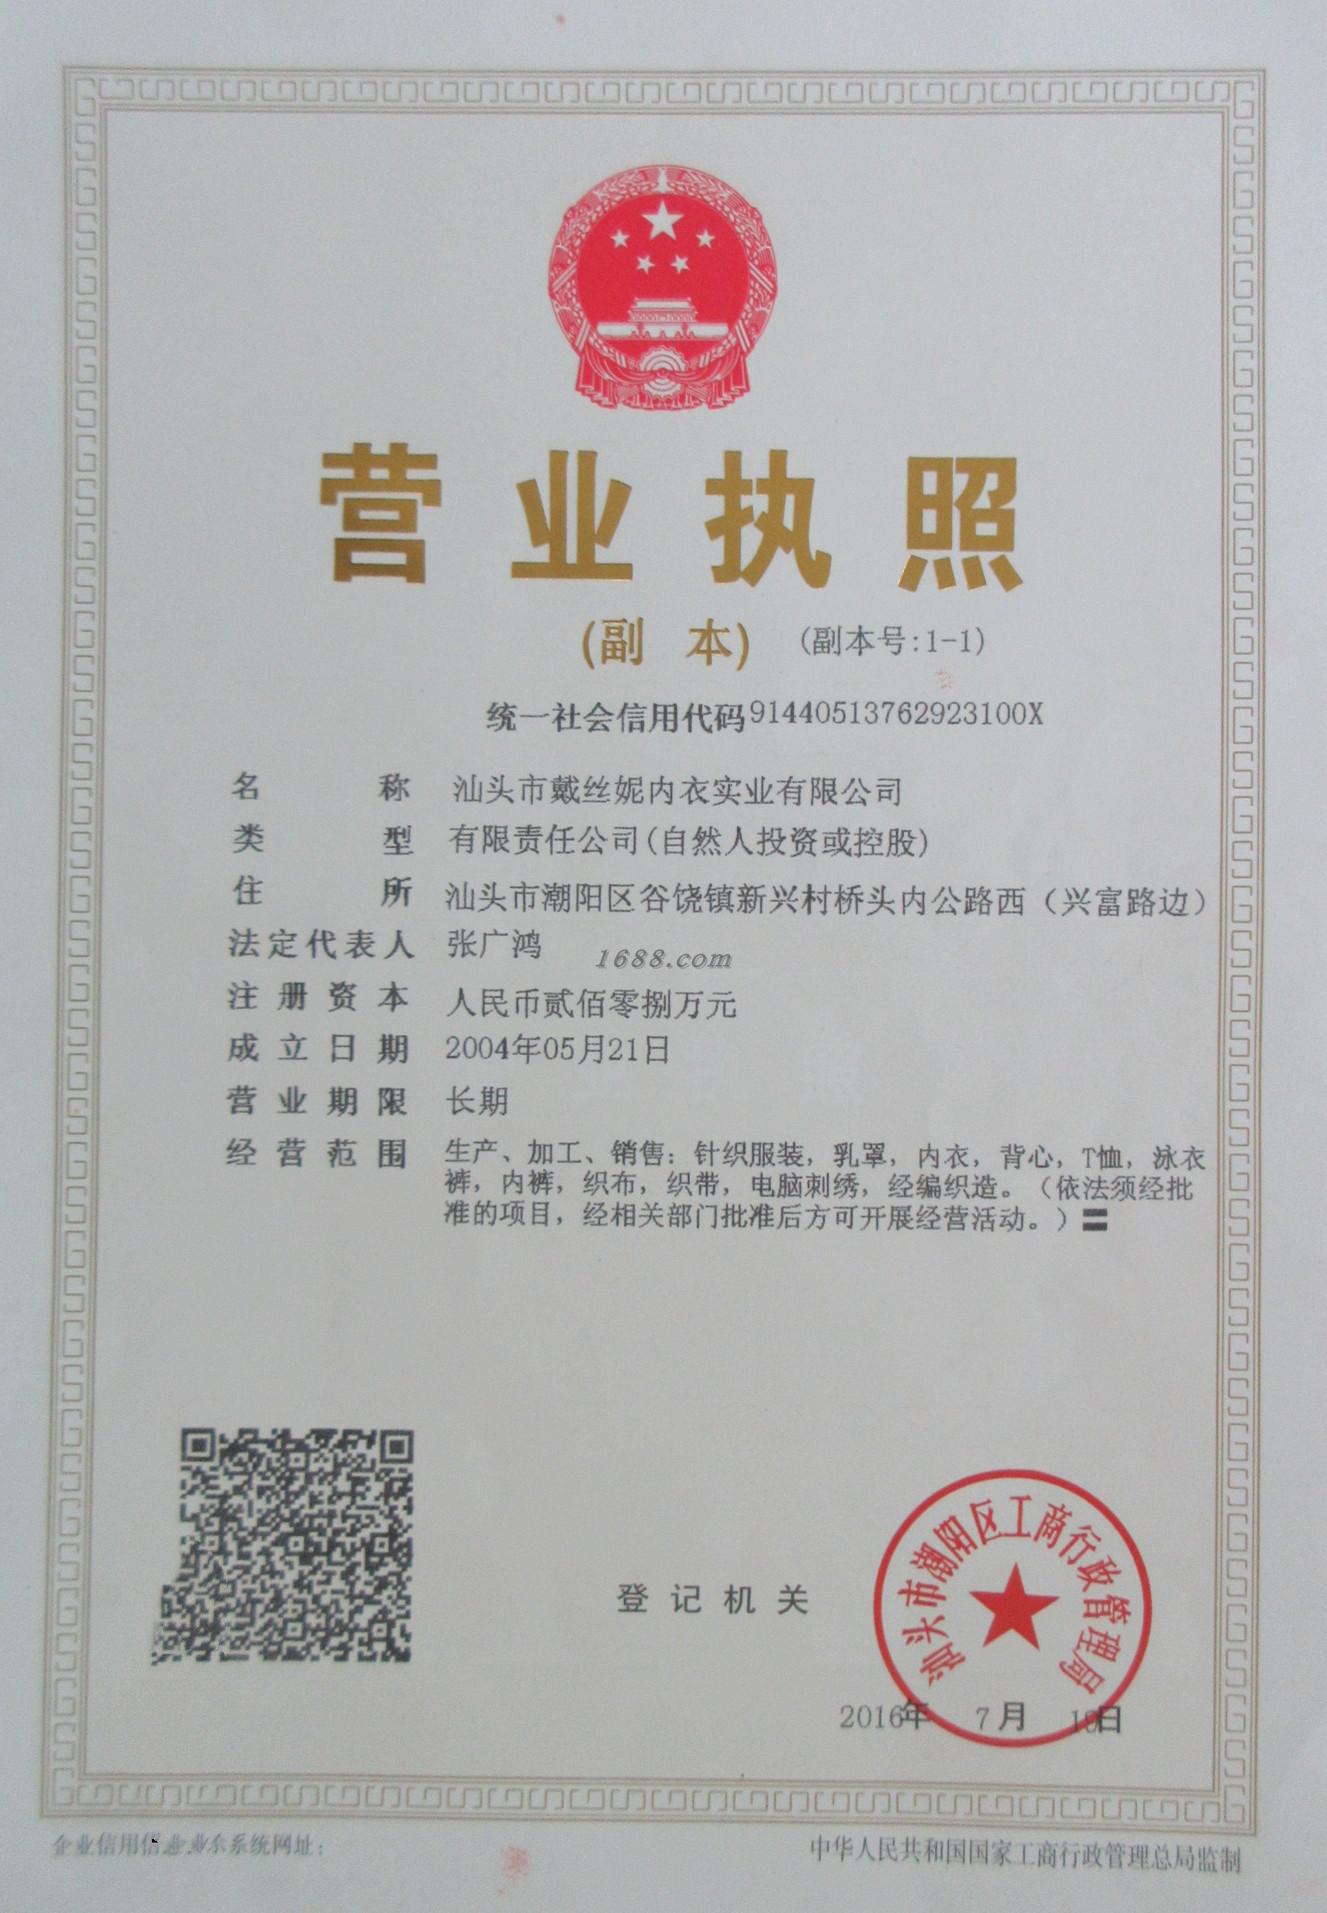 营业执照
(副 本) (副本号:1-1)
统一社会信用代码91440513762923100X
名 称 汕头市戴丝妮内衣实业有限公司
类 型 有限责任公司(自然人投资或控股)
住 所 汕头市潮阳区谷饶镇新兴村桥头内公路西（兴富路边）
法定代表人 张广鸿
1688.com
注册资本 人民币贰佰零捌万元
成立日期 2004年05月21日
营业期限 长期
经营范围 生产、加工、销售：针织服装，乳罩，内衣，背心，T恤，泳衣
裤，内裤，织布，织带，电脑刺绣，经编织造。（依法须经批
准的项目，经相关部门批准后方可开展经营活动。）〓
汕头市潮阳区工商行政管理局
登记机关
2016年 7月 19日
企业信用信 系统网址：
中华人民共和国国家工商行政管理总局监制